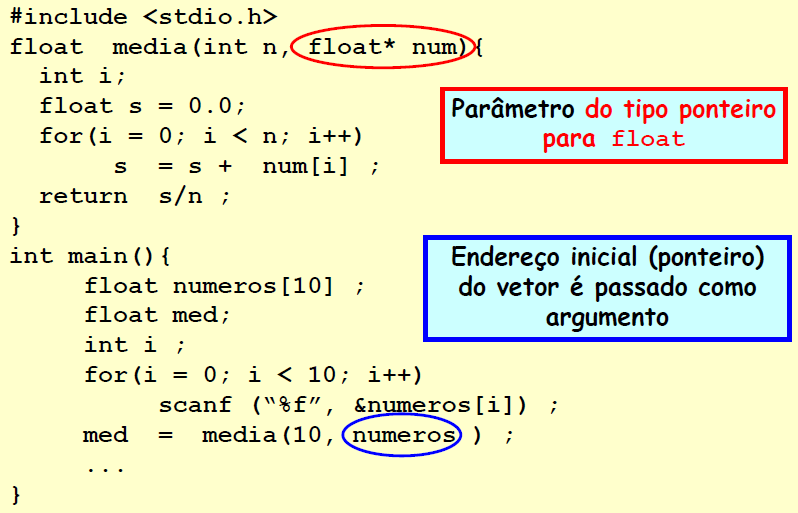 #include <stdio.h>
float media(int n, float* num){
int i;
float s = 0.0;
for(i = 0; i < n; i++)
s = s + num[i] ;
return s/n ;
}
Parâmetro do tipo ponteiro
para float
int main(){
float numeros[10] ;
float med;
int i ;
for(i = 0; i < 10; i++)
scanf (“%f”, &numeros[i]) ;
med = media(10, numeros ) ;
...
}
Endereço inicial (ponteiro)
do vetor é passado como
argumento